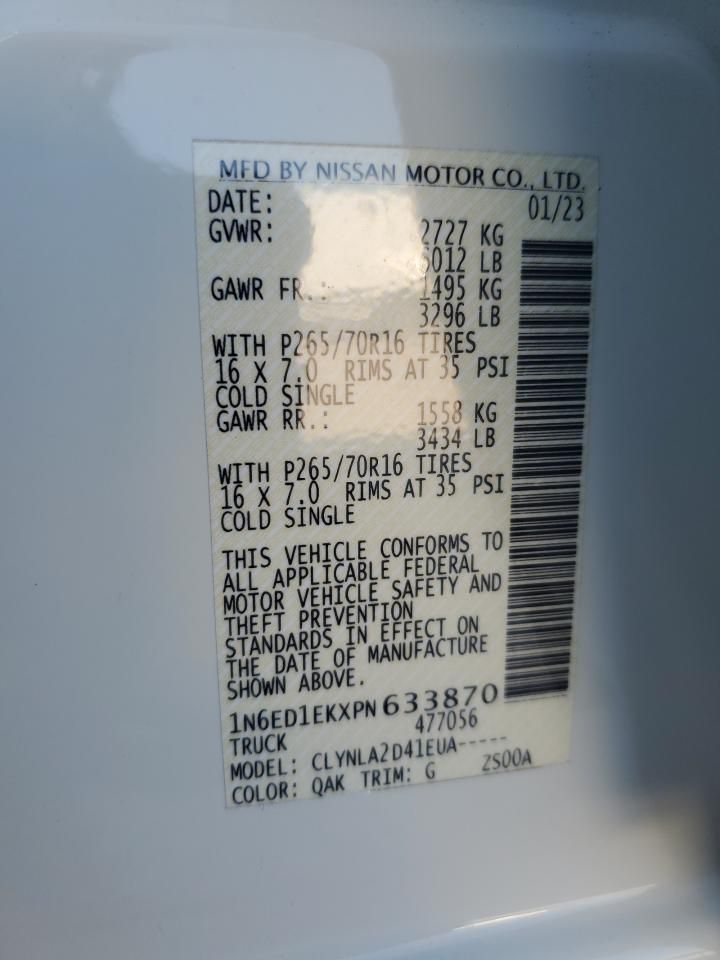 MFD BY NISSAN MOTOR CO., LTD.
DATE: 01/23
GVWR: 2727 KG
6012 LB
GAWR FR.: 1495 KG
3296 LB
WITH P265/70R16 TIRES
16 X 7.0 RIMS AT 35 PSI
COLD SINGLE
GAWR RR.: 1558 KG
3434 LB
WITH P265/70R16 TIRES
16 X 7.0 RIMS AT 35 PSI
COLD SINGLE
THIS VEHICLE CONFORMS TO
ALL APPLICABLE FEDERAL
MOTOR VEHICLE SAFETY AND
THEFT PREVENTION
STANDARDS IN EFFECT ON
THE DATE OF MANUFACTURE
SHOWN ABOVE.
1N6ED1EKXPN633870
477056
TRUCK
MODEL: CLYNLA2D41EUA-----
COLOR: QAK TRIM: G ZS00A